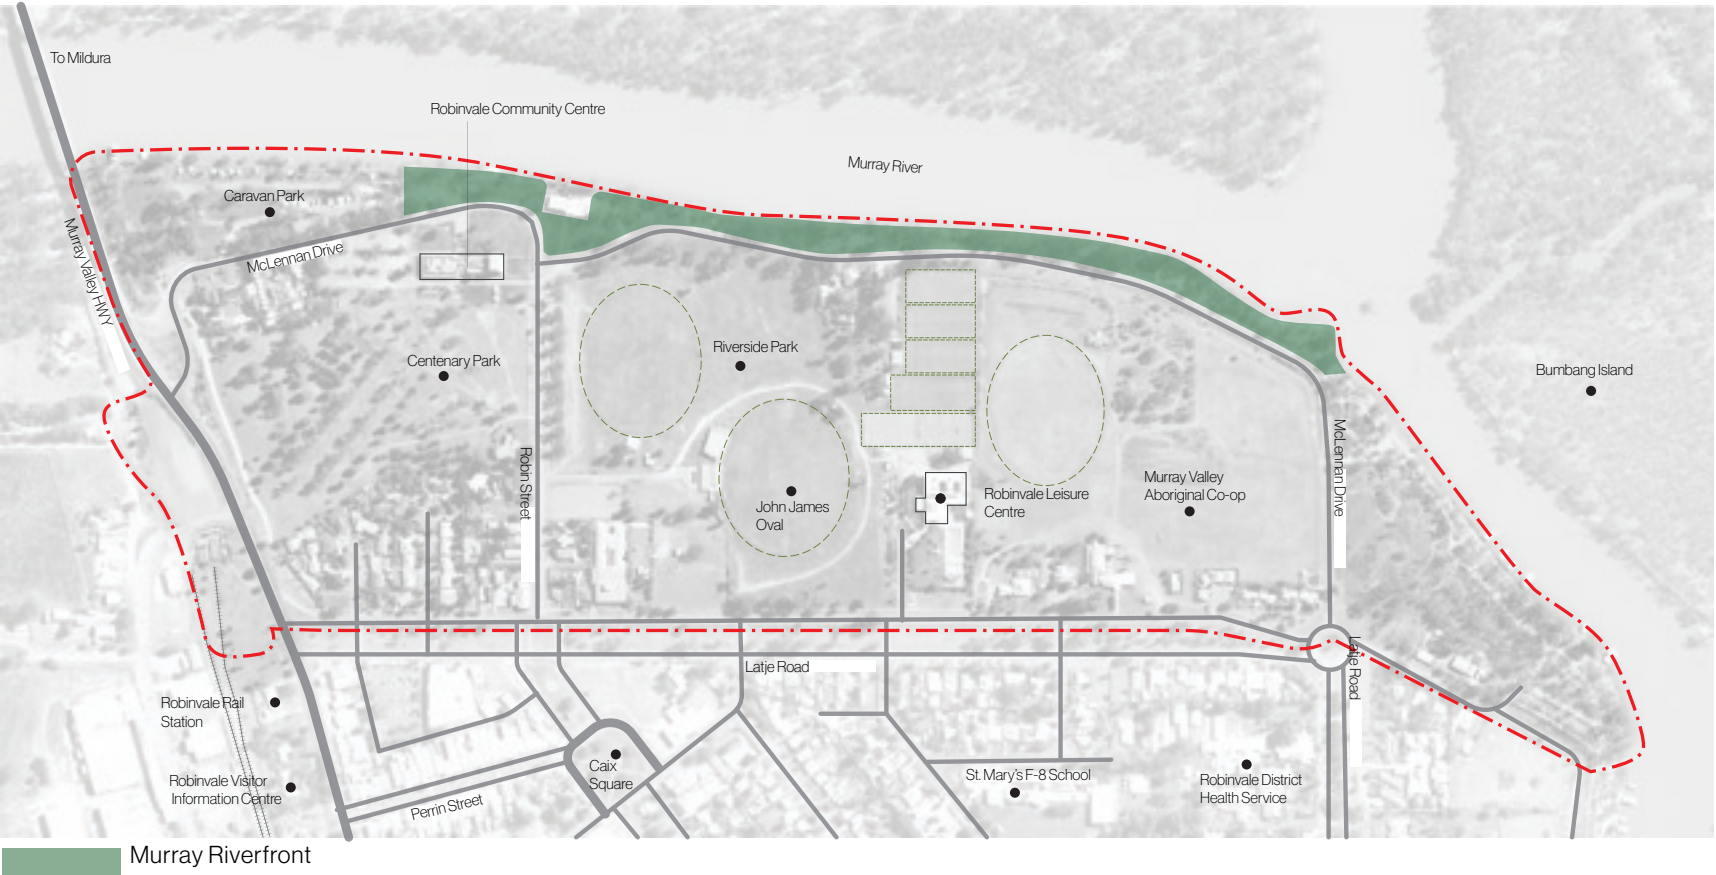 To Mildura
Robinvale Community Centre
Murray River
Caravan Park
Murray Valley HWY
McLennan Drive
Centenary Park
Riverside Park
Bumbang Island
Robin Street
John James
Oval
Robinvale Leisure
Centre
Murray Valley
Aboriginal Co-op
McLennan Drive
Latje Road
Latje Road
Robinvale Rail
Station
Robinvale Visitor
Information Centre
Caix
Square
Perrin Street
St. Mary's F-8 School
Robinvale District
Health Service
Murray Riverfront